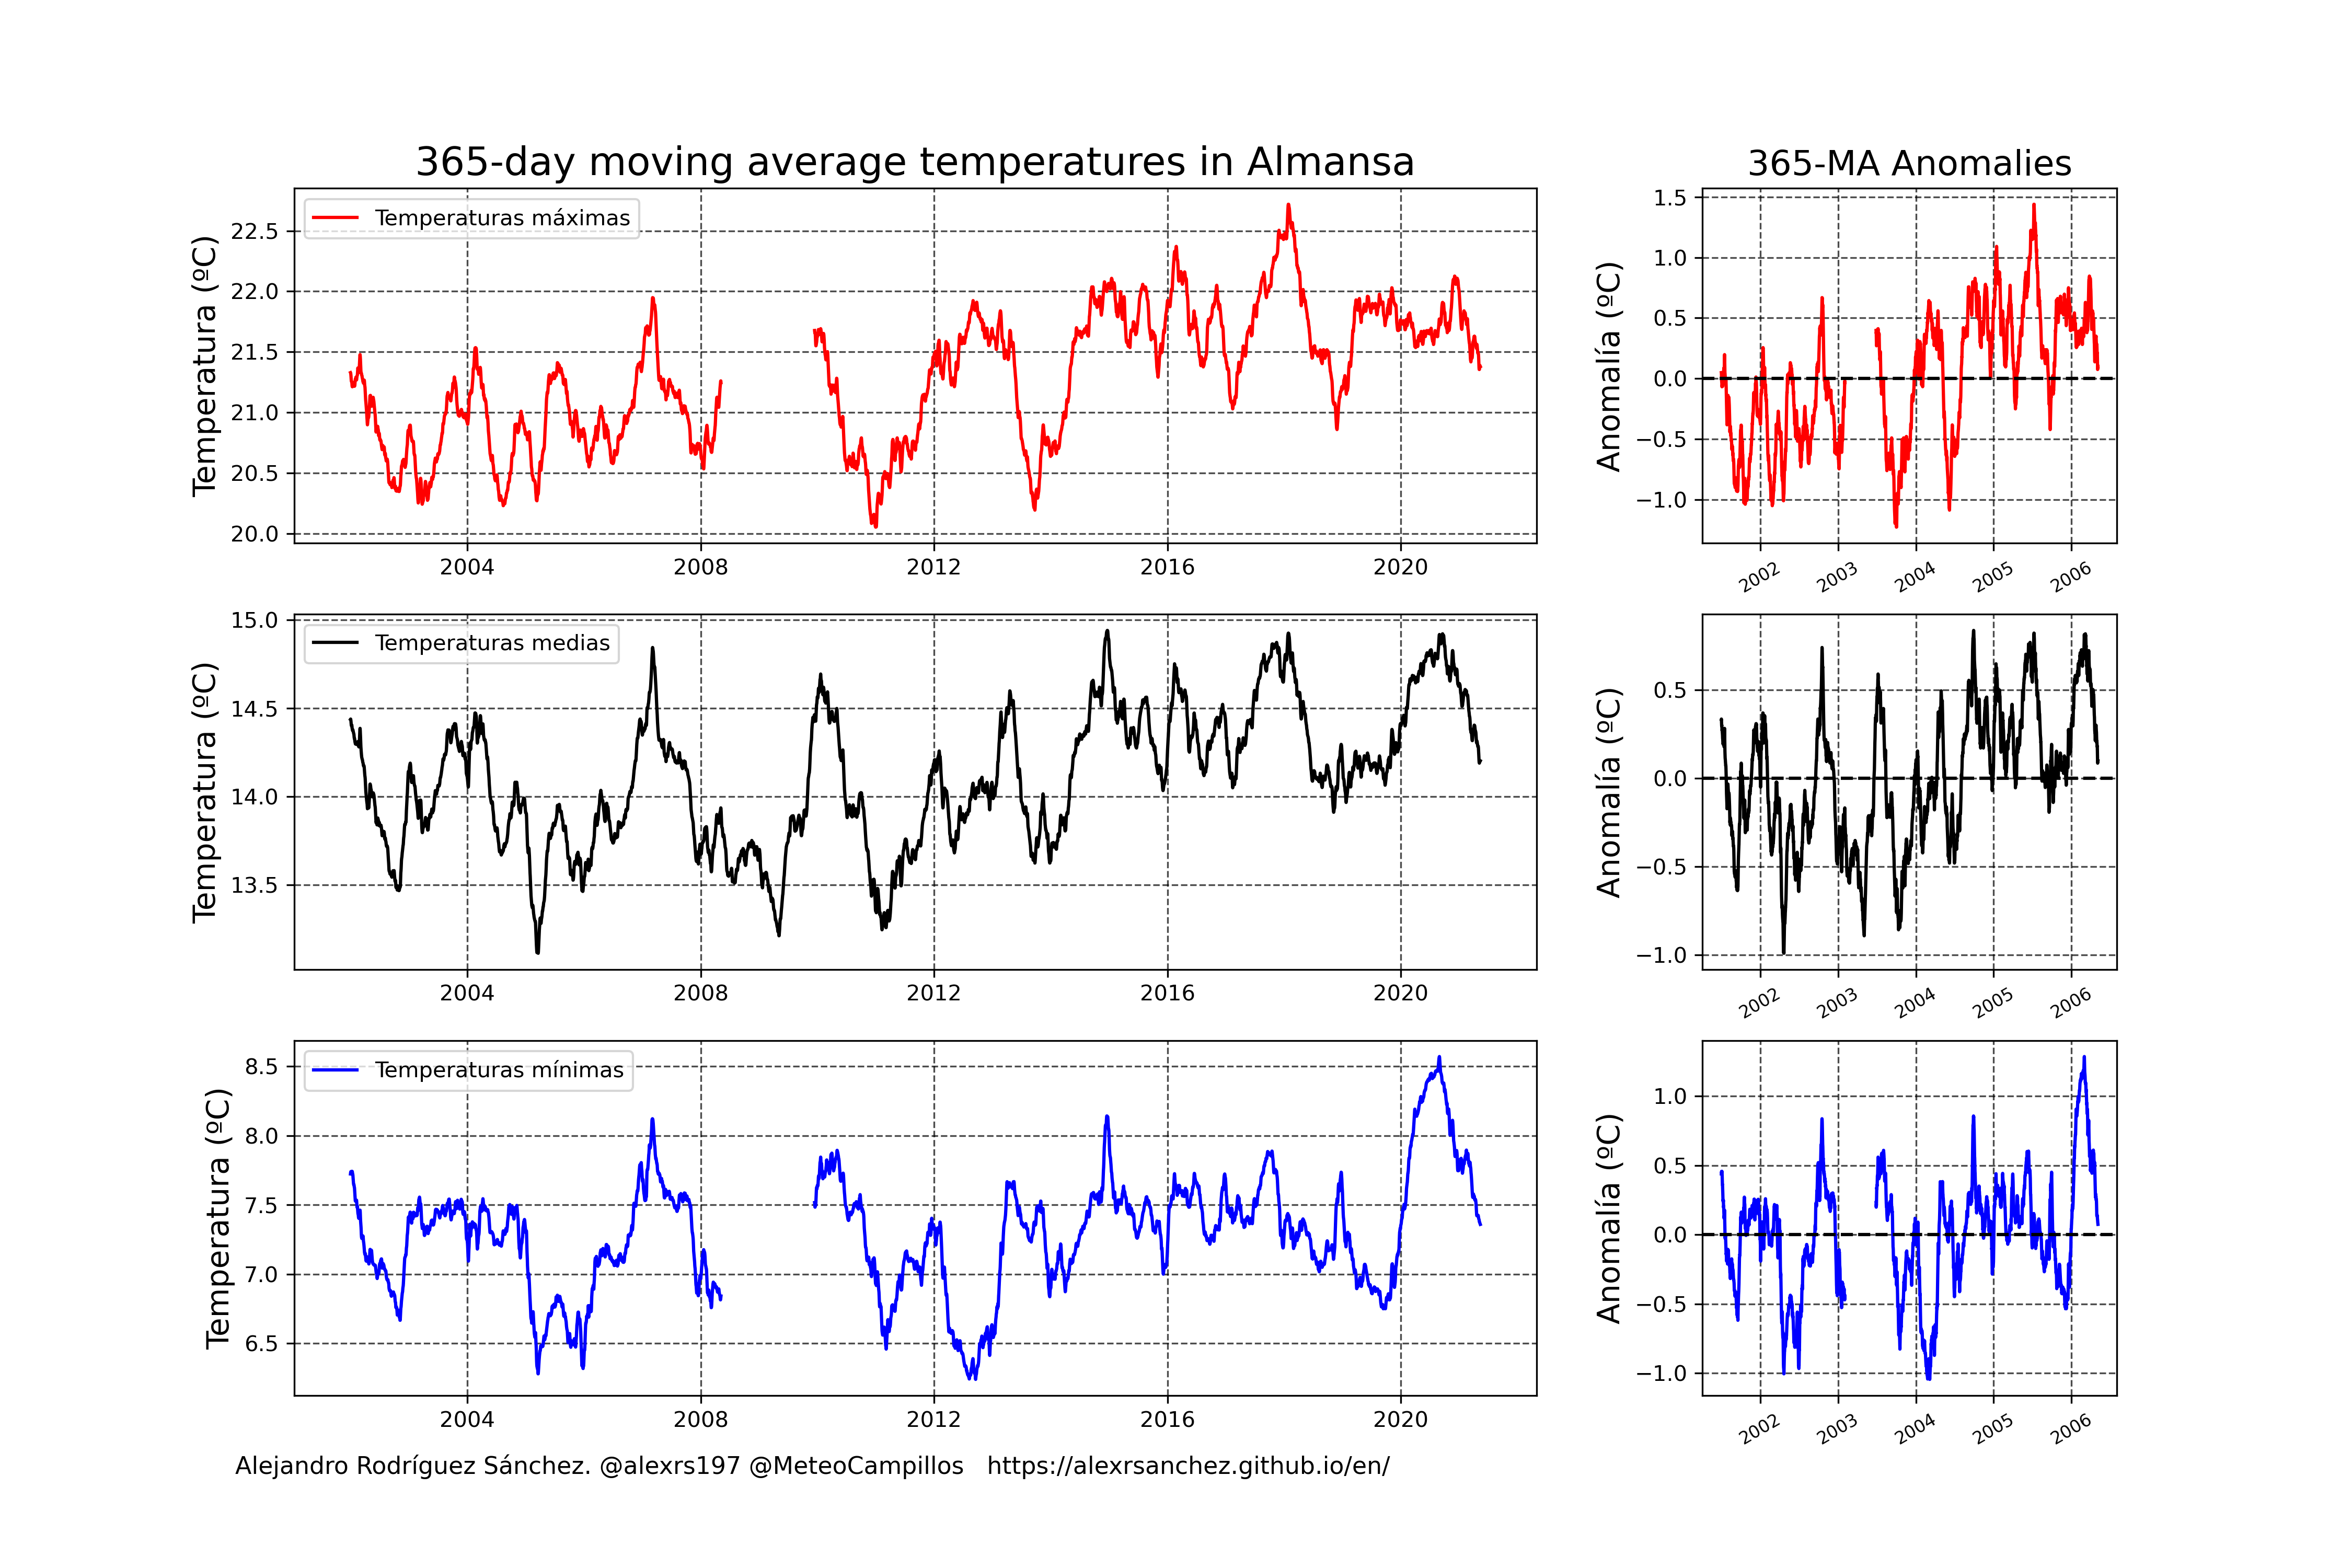 365-day moving average temperatures in Almansa
365-MA Anomalies
Temperaturas máximas
Temperatura (ºC)
22.5
22.0
21.5
21.0
20.5
20.0
2004 2008 2012 2016 2020
Anomalía (ºC)
1.5
1.0
0.5
0.0
−0.5
−1.0
2002 2003 2004 2005 2006
Temperaturas medias
Temperatura (ºC)
15.0
14.5
14.0
13.5
2004 2008 2012 2016 2020
Anomalía (ºC)
0.5
0.0
−0.5
−1.0
2002 2003 2004 2005 2006
Temperaturas mínimas
Temperatura (ºC)
8.5
8.0
7.5
7.0
6.5
2004 2008 2012 2016 2020
Anomalía (ºC)
1.0
0.5
0.0
−0.5
−1.0
2002 2003 2004 2005 2006
Alejandro Rodríguez Sánchez. @alexrs197 @MeteoCampillos https://alexrsanchez.github.io/en/